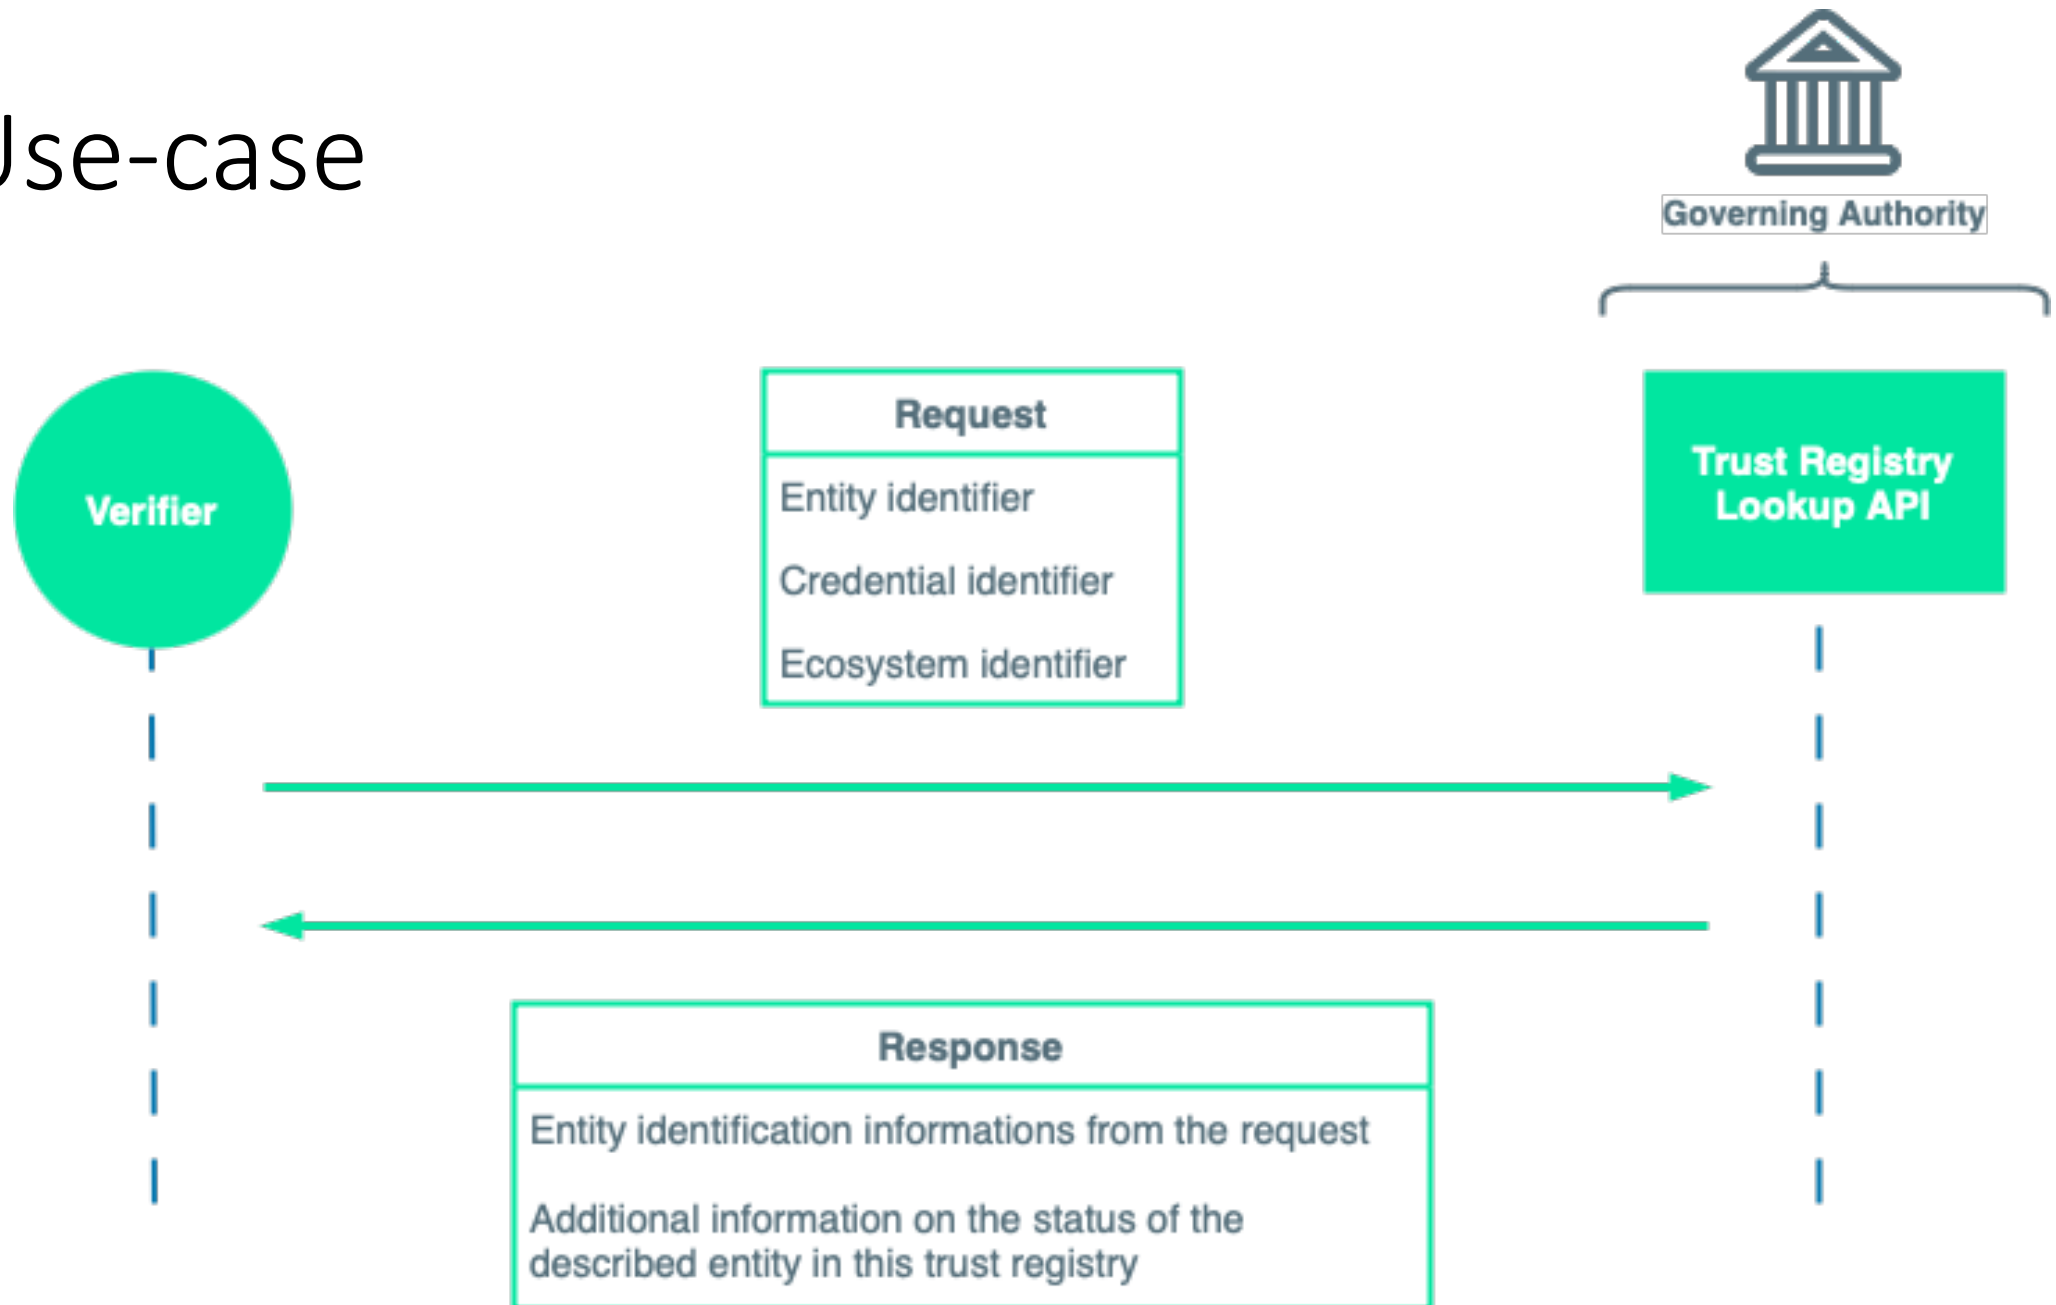 Use-case
Governing Authority
Request
Entity identifier
Credential identifier
Ecosystem identifier
Verifier
Trust Registry
Lookup API
Response
Entity identification informations from the request
Additional information on the status of the
described entity in this trust registry